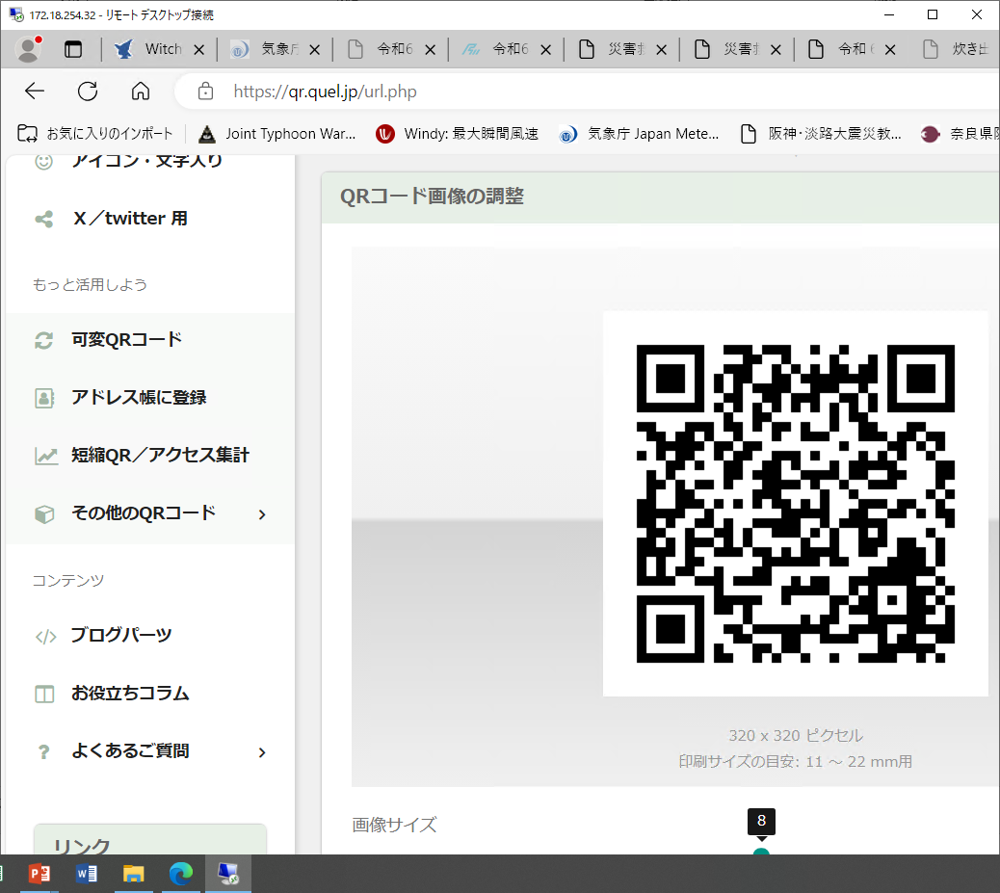 172.18.254.32 - リモート デスクトップ接続
Witch
気象庁
令和6
令和6
災害
災害
令和
炊き出
https://qr.quel.jp/url.php
お気に入りのインポート
Joint Typhoon War...
Windy: 最大瞬間風速
気象庁 Japan Mete...
阪神・淡路大震災教...
奈良県
アイコン・文字入り
X／twitter 用
もっと活用しよう
可変QRコード
アドレス帳に登録
短縮QR／アクセス集計
その他のQRコード
コンテンツ
ブログパーツ
お役立ちコラム
よくあるご質問
リンク
QRコード画像の調整
320 x 320 ピクセル
印刷サイズの目安: 11 ～ 22 mm用
画像サイズ
8